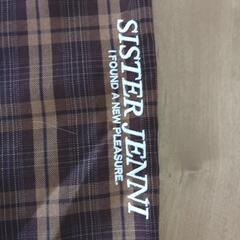 SISTER JENNI
I FOUND A NEW PLEASURE.